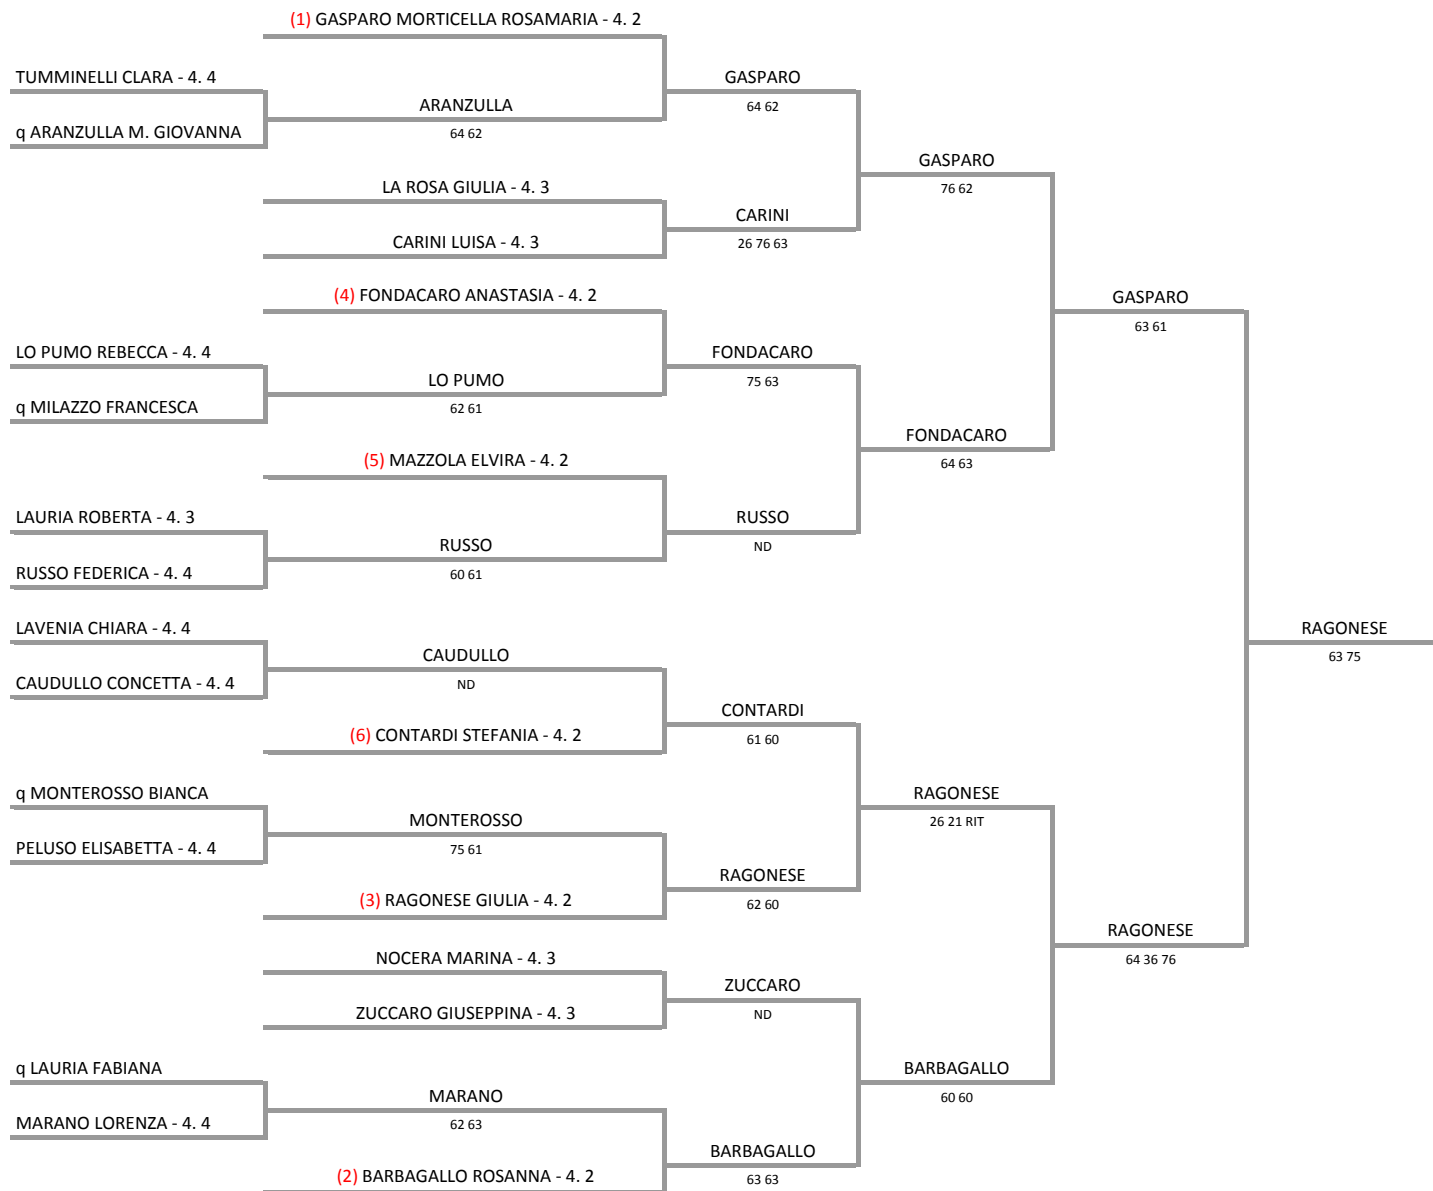 (1) GASPARO MORTICELLA ROSAMARIA - 4. 2
TUMMINELLI CLARA - 4. 4
GASPARO
ARANZULLA
64 62
64 62
q ARANZULLA M. GIOVANNA
GASPARO
76 62
LA ROSA GIULIA - 4. 3
CARINI
26 76 63
CARINI LUISA - 4. 3
(4) FONDACARO ANASTASIA - 4. 2
GASPARO
63 61
LO PUMO REBECCA - 4. 4
FONDACARO
75 63
LO PUMO
62 61
q MILAZZO FRANCESCA
FONDACARO
64 63
(5) MAZZOLA ELVIRA - 4. 2
LAURIA ROBERTA - 4. 3
RUSSO
ND
RUSSO
60 61
RUSSO FEDERICA - 4. 4
LAVENIA CHIARA - 4. 4
RAGONESE
63 75
CAUDULLO
ND
CAUDULLO CONCETTA - 4. 4
CONTARDI
61 60
(6) CONTARDI STEFANIA - 4. 2
q MONTEROSSO BIANCA
RAGONESE
26 21 RIT
MONTEROSSO
75 61
PELUSO ELISABETTA - 4. 4
RAGONESE
62 60
(3) RAGONESE GIULIA - 4. 2
RAGONESE
64 36 76
NOCERA MARINA - 4. 3
ZUCCARO
ND
ZUCCARO GIUSEPPINA - 4. 3
q LAURIA FABIANA
BARBAGALLO
60 60
MARANO
62 63
MARANO LORENZA - 4. 4
BARBAGALLO
63 63
(2) BARBAGALLO ROSANNA - 4. 2